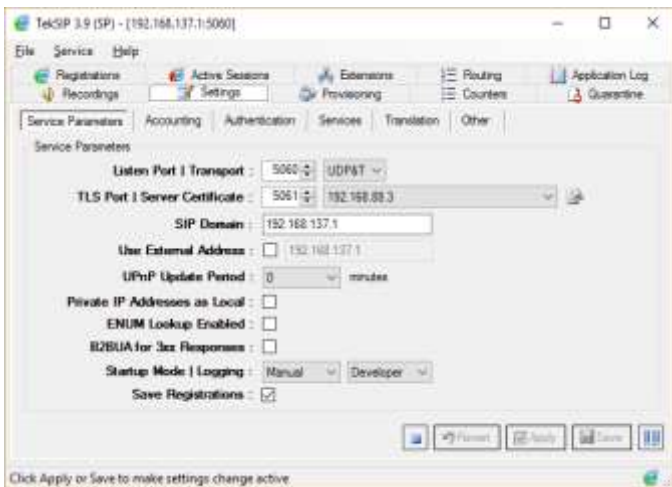 TekSIP 3.9 (SP) - [192.168.137.1:5060]
File Service Help
Registrations Active Sessions Extensions Routing Application Log
Recordings Settings Provisioning Counters Quarantine
Service Parameters Accounting Authentication Services Translation Other
Service Parameters
Listen Port | Transport : 5060 UDP&T
TLS Port | Server Certificate : 5061 192.168.88.3
SIP Domain : 192.168.137.1
Use External Address : 192.168.137.1
UPnP Update Period : 0 minutes
Private IP Addresses as Local :
ENUM Lookup Enabled :
B2BUA for 3xx Responses :
Startup Mode | Logging : Manual Developer
Save Registrations :
Revert Apply Save
Click Apply or Save to make settings change active